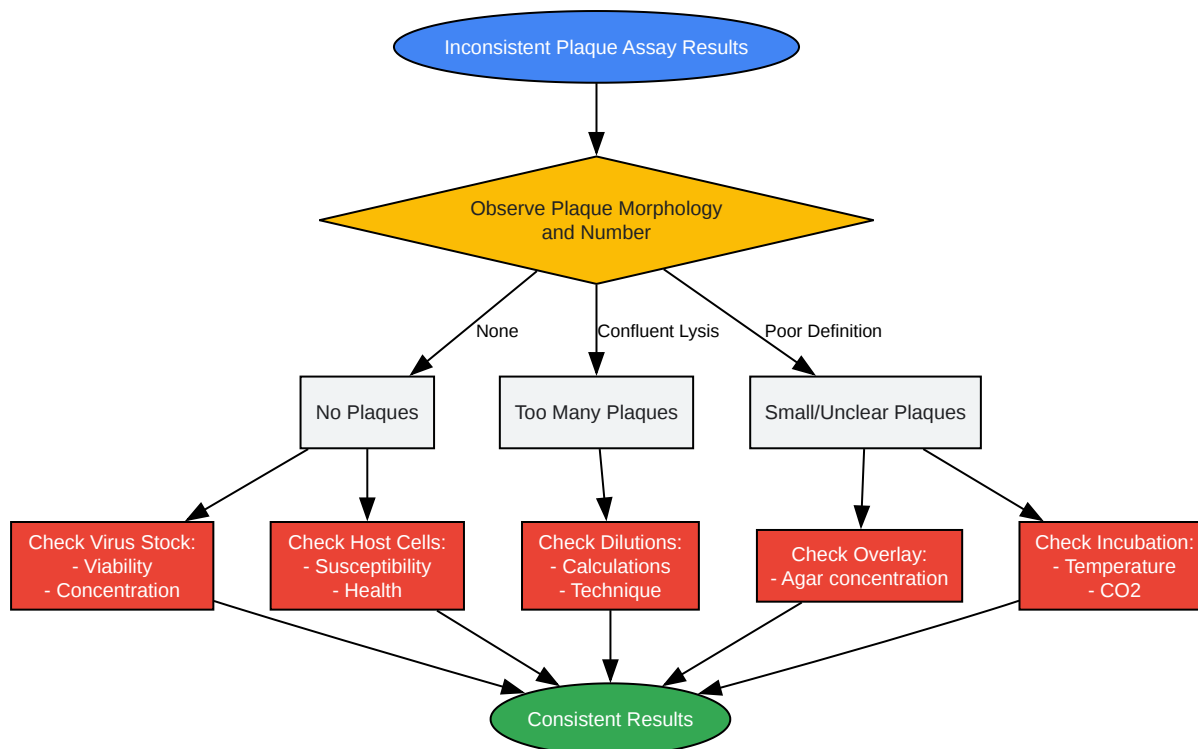 Inconsistent Plaque Assay Results
Observe Plaque Morphology
and Number
None
Confluent Lysis
Poor Definition
No Plaques
Too Many Plaques
Small/Unclear Plaques
Check Virus Stock:
- Viability
- Concentration
Check Host Cells:
- Susceptibility
- Health
Check Dilutions:
- Calculations
- Technique
Check Overlay:
- Agar concentration
Check Incubation:
- Temperature
- CO2
Consistent Results